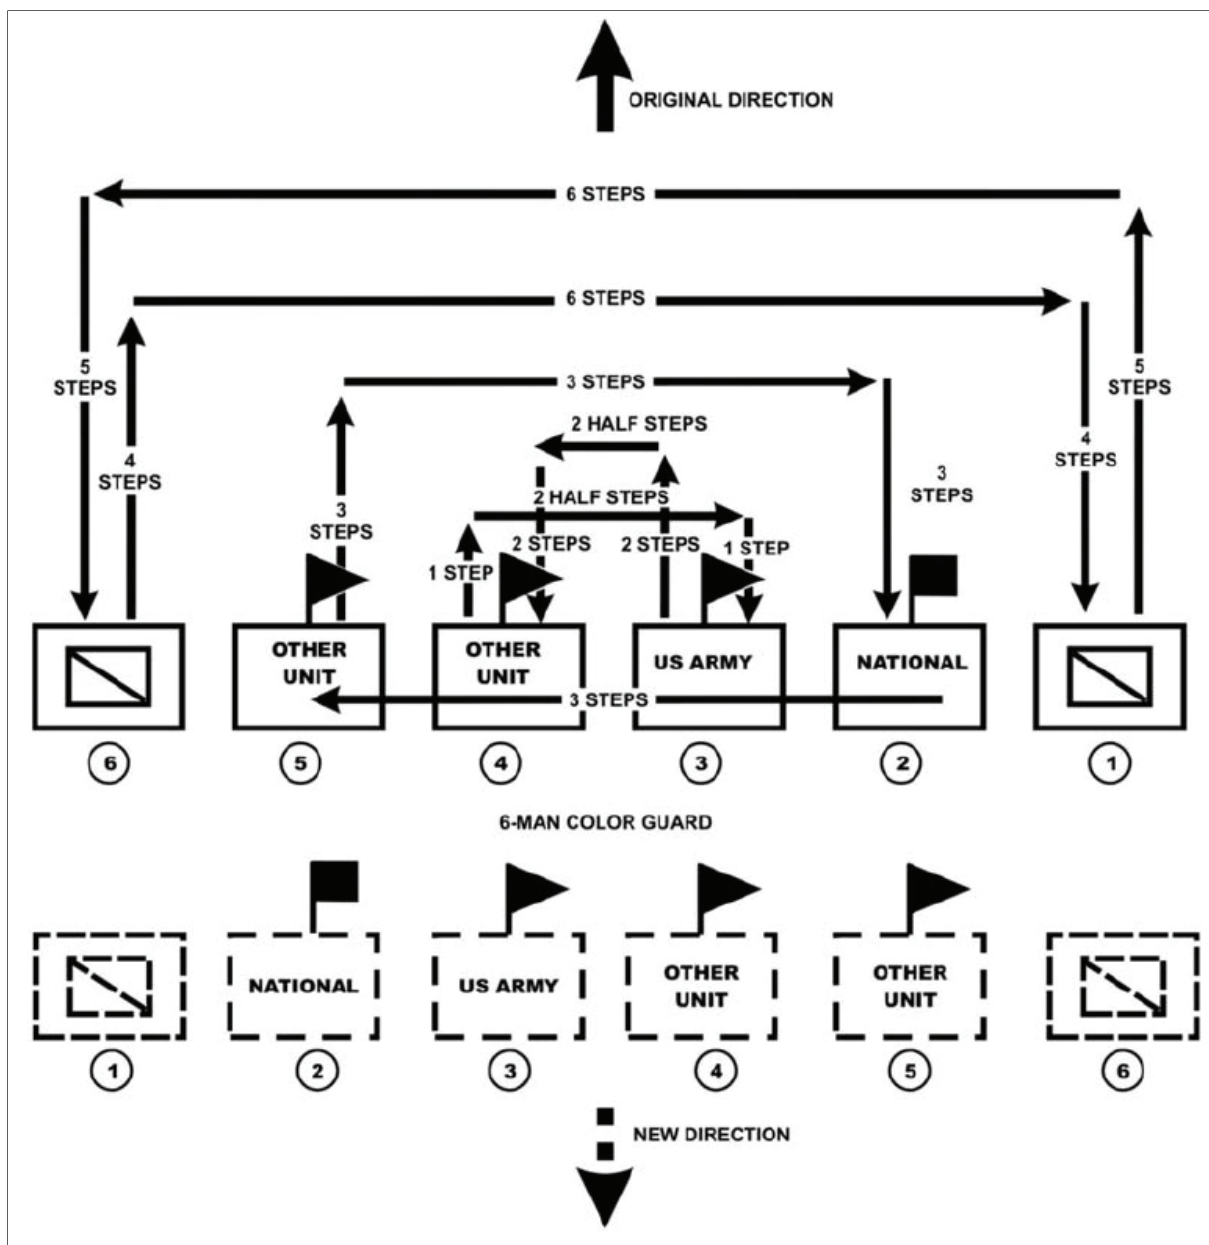 ORIGINAL DIRECTION
6 STEPS
6 STEPS
5
STEPS
5
STEPS
3 STEPS
2 HALF STEPS
4
STEPS
4
STEPS
3
STEPS
2 HALF STEPS
3
STEPS
2 STEPS
2 STEPS
1 STEP
1 STEP
OTHER
UNIT
OTHER
UNIT
US ARMY
NATIONAL
3 STEPS
6
5
4
3
2
1
6-MAN COLOR GUARD
NATIONAL
US ARMY
OTHER
UNIT
OTHER
UNIT
1
2
3
4
5
6
NEW DIRECTION